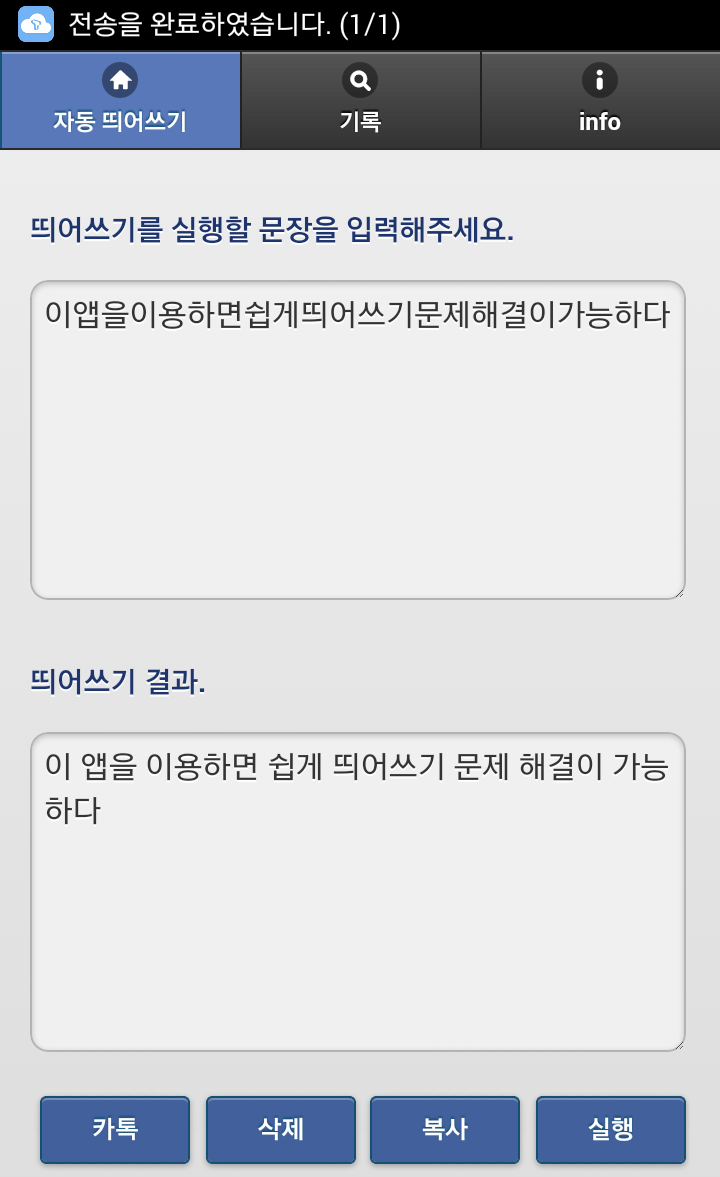 전송을 완료하였습니다. (1/1)
자동 띄어쓰기
기록
info
띄어쓰기를 실행할 문장을 입력해주세요.
이앱을이용하면쉽게띄어쓰기문제해결이가능하다
띄어쓰기 결과.
이 앱을 이용하면 쉽게 띄어쓰기 문제 해결이 가능
하다
카톡
삭제
복사
실행